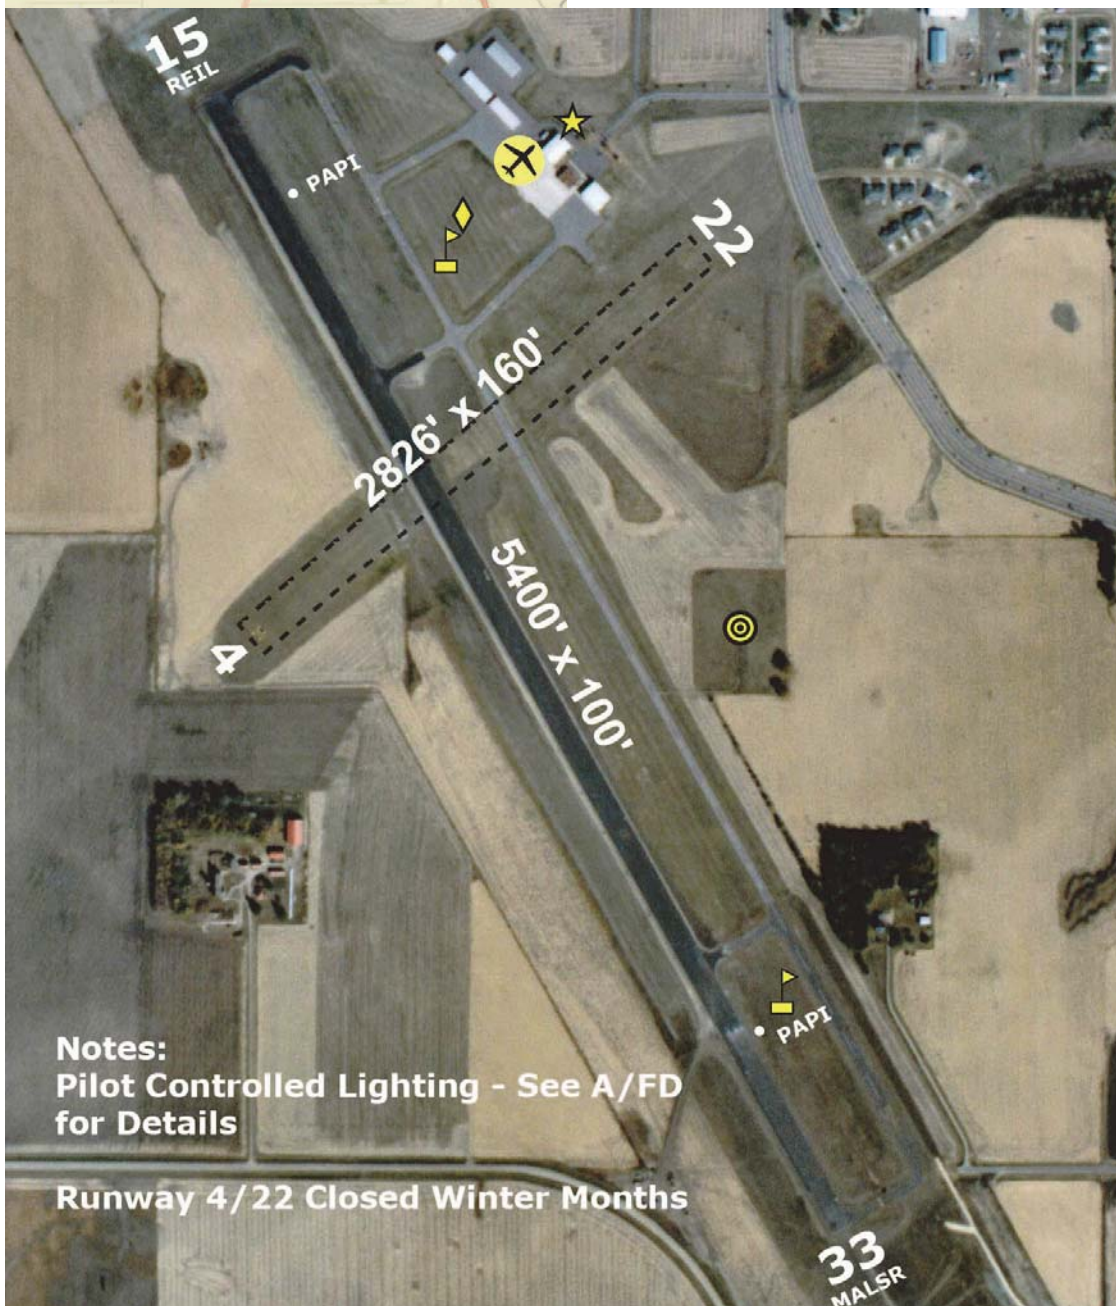 15
REIL
PAPI
22
2826' x 160'
5400' x 100'
4
PAPI
Notes:
Pilot Controlled Lighting - See A/FD
for Details
Runway 4/22 Closed Winter Months
33
MALSR